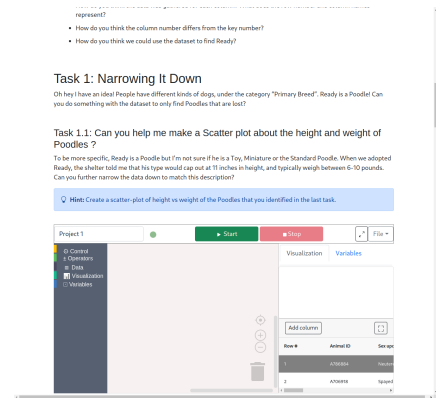 represent?
• How do you think the column number differs from the key number?
• How do you think we could use the dataset to find Ready?
Task 1: Narrowing It Down
Oh hey I have an idea! People have different kinds of dogs, under the category "Primary Breed". Ready is a Poodle! Can
you do something with the dataset to only find Poodles that are lost?
Task 1.1: Can you help me make a Scatter plot about the height and weight of
Poodles ?
To be more specific, Ready is a Poodle but I'm not sure if he is a Toy, Miniature or the Standard Poodle. When we adopted
Ready, the shelter told me that his type would cap out at 11 inches in height, and typically weigh between 6-10 pounds.
Can you further narrow the data down to match this description?
Hint: Create a scatter-plot of height vs weight of the Poodles that you identified in the last task.
Project 1
Start
Stop
File
Control
Operators
Data
Visualization
Variables
Visualization
Variables
Add column
Row #
Animal ID
Sex upo
1
Neuter
2
A706918
Spayed